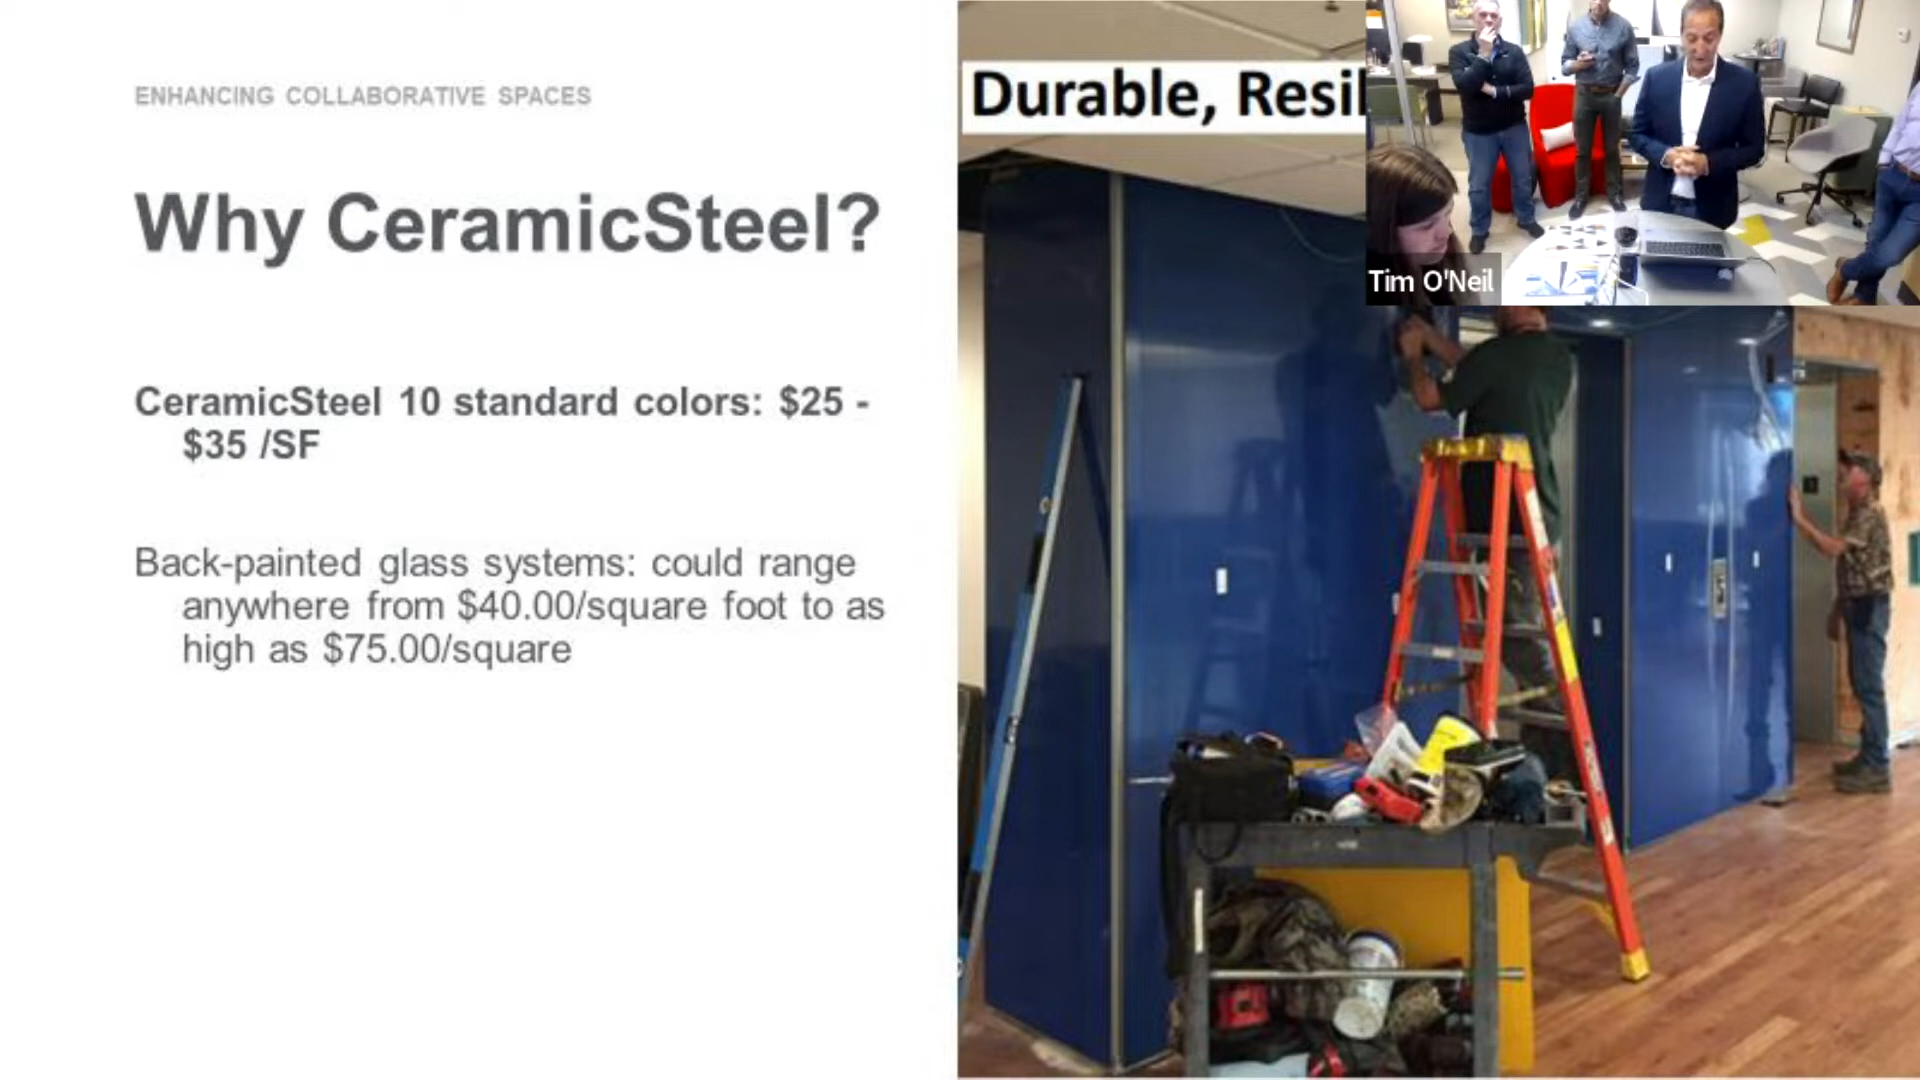 ENHANCING COLLABORATIVE SPACES
Why CeramicSteel?
CeramicSteel 10 standard colors: $25 -
$35 /SF
Back-painted glass systems: could range
anywhere from $40.00/square foot to as
high as $75.00/square
Durable, Resil
Tim O'Neil